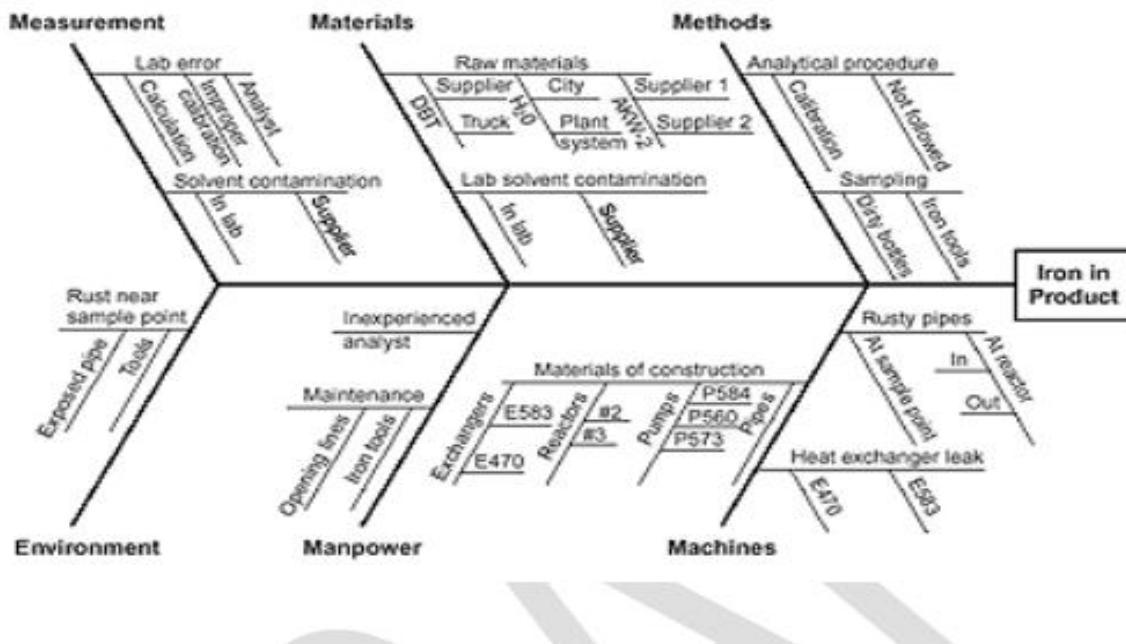 Measurement
Materials
Methods
Lab error
Calculation
Improper
calibration
Analyst
Solvent contamination
In lab
Supplier
Raw materials
DBT
Supplier
Truck
H20
City
Plant
system
AKW-2
Supplier 1
Supplier 2
Lab solvent contamination
In lab
Supplier
Analytical procedure
Calibration
Not followed
Sampling
Dirty bottles
Iron tools
Iron in
Product
Rust near
sample point
Exposed pipe
Tools
Inexperienced
analyst
Maintenance
Opening lines
Iron tools
Materials of construction
Exchangers
E583
E470
Reactors
#2
#3
Pumps
P584
P560
P573
Pipes
Rusty pipes
At sample point
At reactor
In
Out
Heat exchanger leak
E470
E583
Environment
Manpower
Machines